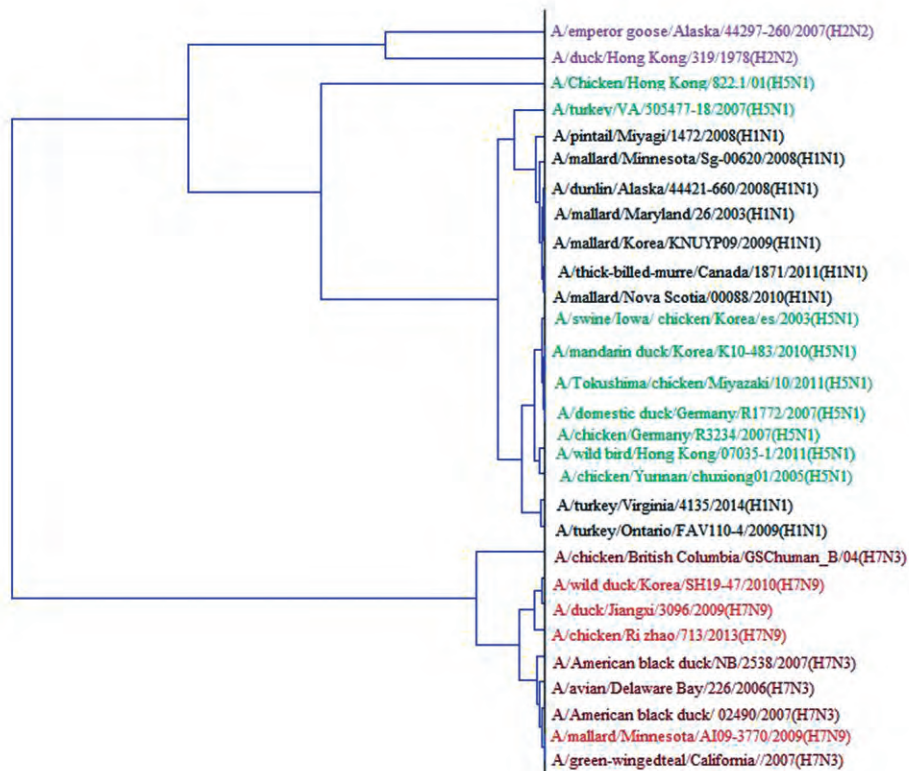 A/emperor goose/Alaska/44297-260/2007(H2N2)
A/duck/Hong Kong/319/1978(H2N2)
A/Chicken/Hong Kong/822.1/01(H5N1)
A/turkey/VA/505477-18/2007(H5N1)
A/pintail/Miyagi/1472/2008(H1N1)
A/mallard/Minnesota/Sg-00620/2008(H1N1)
A/dunlin/Alaska/44421-660/2008(H1N1)
A/mallard/Maryland/26/2003(H1N1)
A/mallard/Korea/KNUYP09/2009(H1N1)
A/thick-billed-murre/Canada/1871/2011(H1N1)
A/mallard/Nova Scotia/00088/2010(H1N1)
A/swine/Iowa/ chicken/Korea/es/2003(H5N1)
A/mandarin duck/Korea/K10-483/2010(H5N1)
A/Tokushima/chicken/Miyazaki/10/2011(H5N1)
A/domestic duck/Germany/R1772/2007(H5N1)
A/chicken/Germany/R3234/2007(H5N1)
A/wild bird/Hong Kong/07035-1/2011(H5N1)
A/chicken/Yunnan/chuxiong01/2005(H5N1)
A/turkey/Virginia/4135/2014(H1N1)
A/turkey/Ontario/FAV110-4/2009(H1N1)
A/chicken/British Columbia/GSChuman_B/04(H7N3)
A/wild duck/Korea/SH19-47/2010(H7N9)
A/duck/Jiangxi/3096/2009(H7N9)
A/chicken/Ri zhao/713/2013(H7N9)
A/American black duck/NB/2538/2007(H7N3)
A/avian/Delaware Bay/226/2006(H7N3)
A/American black duck/ 02490/2007(H7N3)
A/mallard/Minnesota/AI09-3770/2009(H7N9)
A/green-wingedteal/California//2007(H7N3)